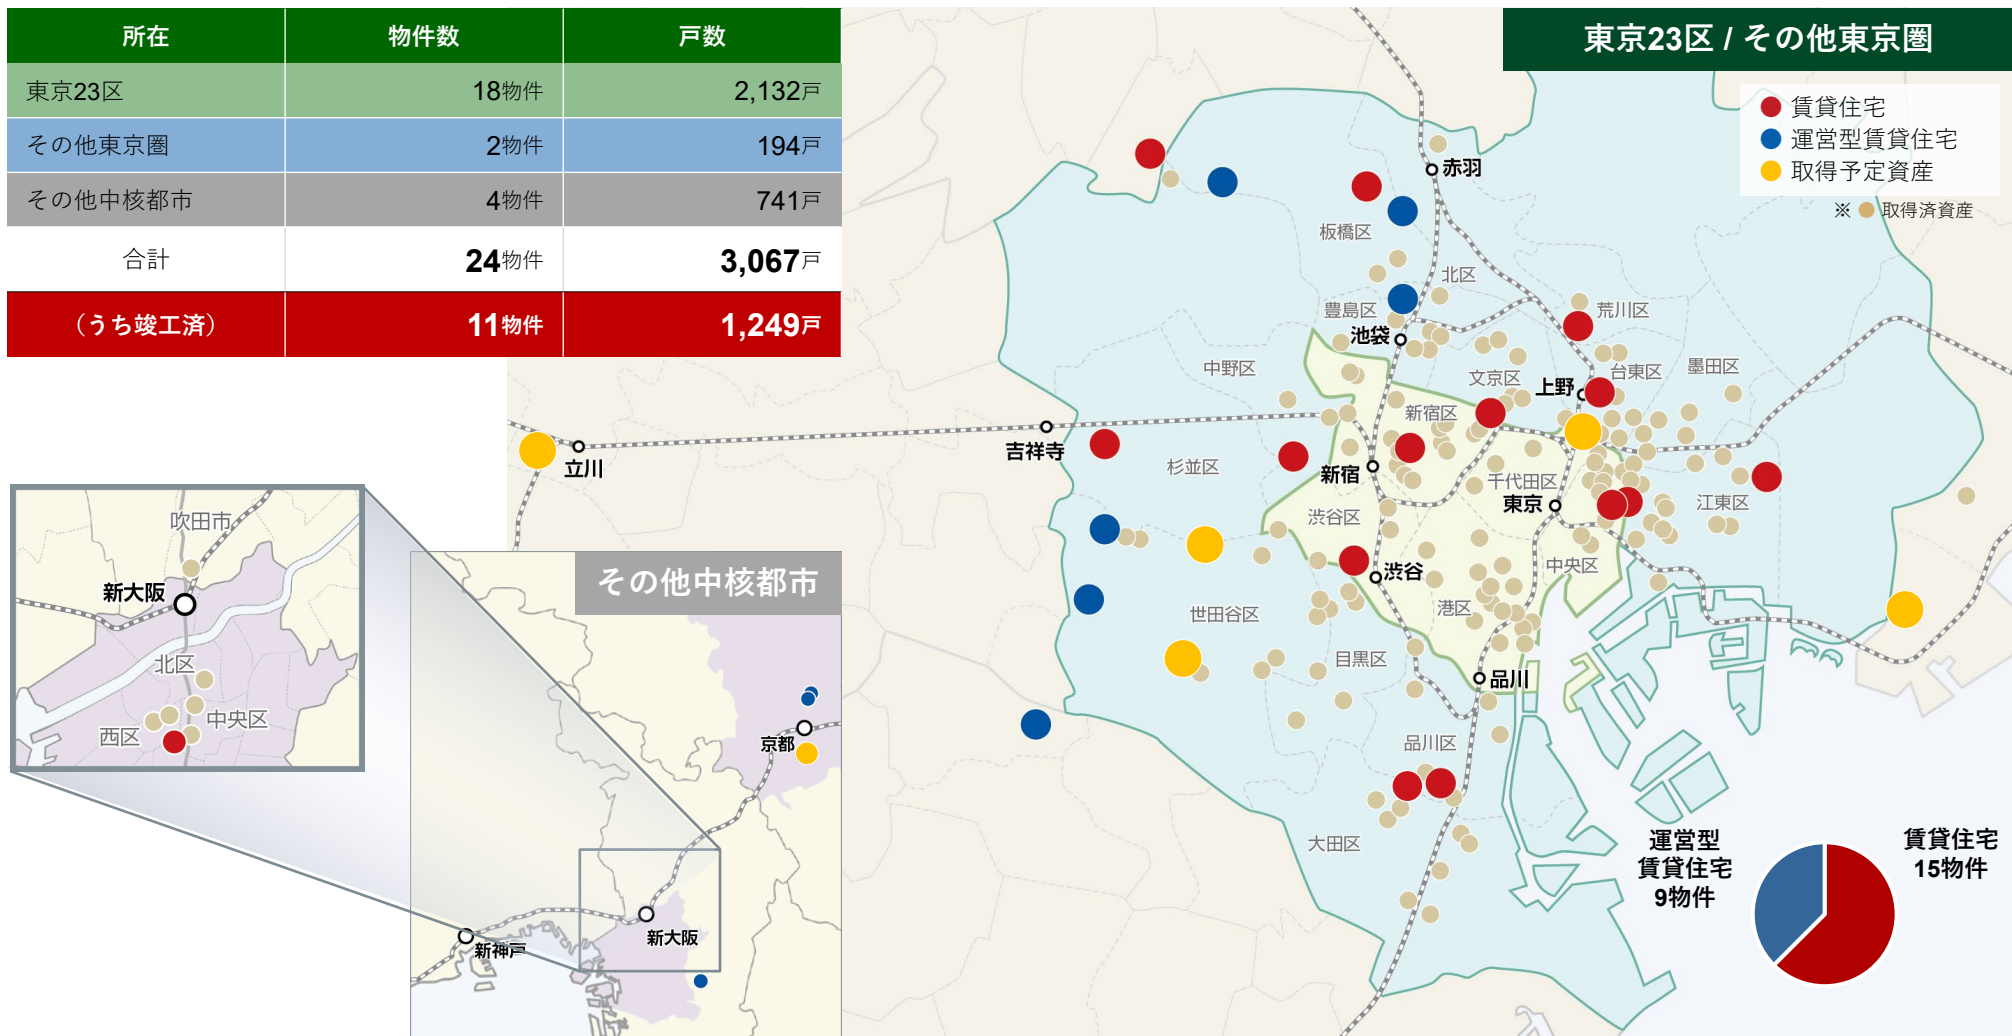 所在 物件数 戸数
東京23区 18物件 2,132戸
その他東京圏 2物件 194戸
その他中核都市 4物件 741戸
合計 24物件 3,067戸
（うち竣工済） 11物件 1,249戸
東京23区 / その他東京圏
賃貸住宅
運営型賃貸住宅
取得予定資産
※ 取得済資産
赤羽
板橋区
北区
豊島区
池袋
荒川区
中野区
文京区
上野
台東区
墨田区
新宿区
吉祥寺
立川
杉並区
新宿
千代田区
東京
江東区
渋谷区
渋谷
中央区
世田谷区
港区
目黒区
品川
品川区
大田区
吹田市
新大阪
北区
中央区
西区
その他中核都市
京都
新大阪
新神戸
運営型
賃貸住宅
9物件
賃貸住宅
15物件